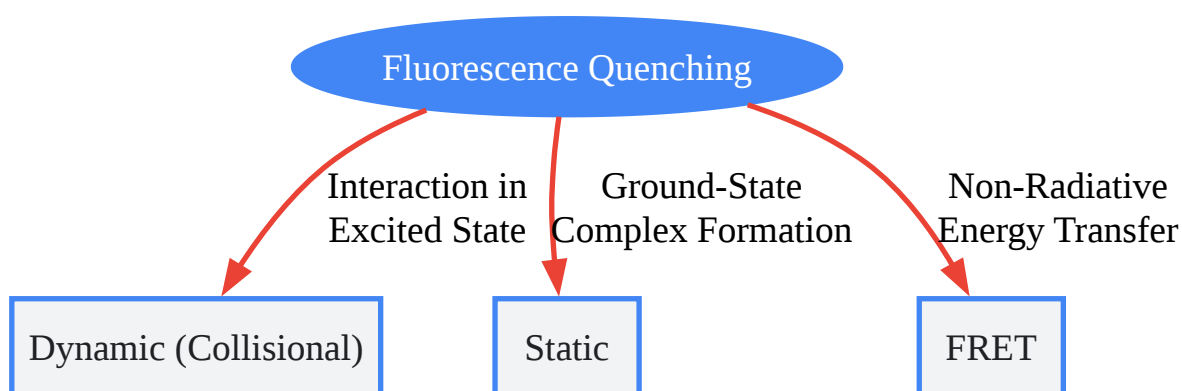 Fluorescence Quenching
Interaction in
Excited State
Ground-State
Complex Formation
Non-Radiative
Energy Transfer
Dynamic (Collisional)
Static
FRET